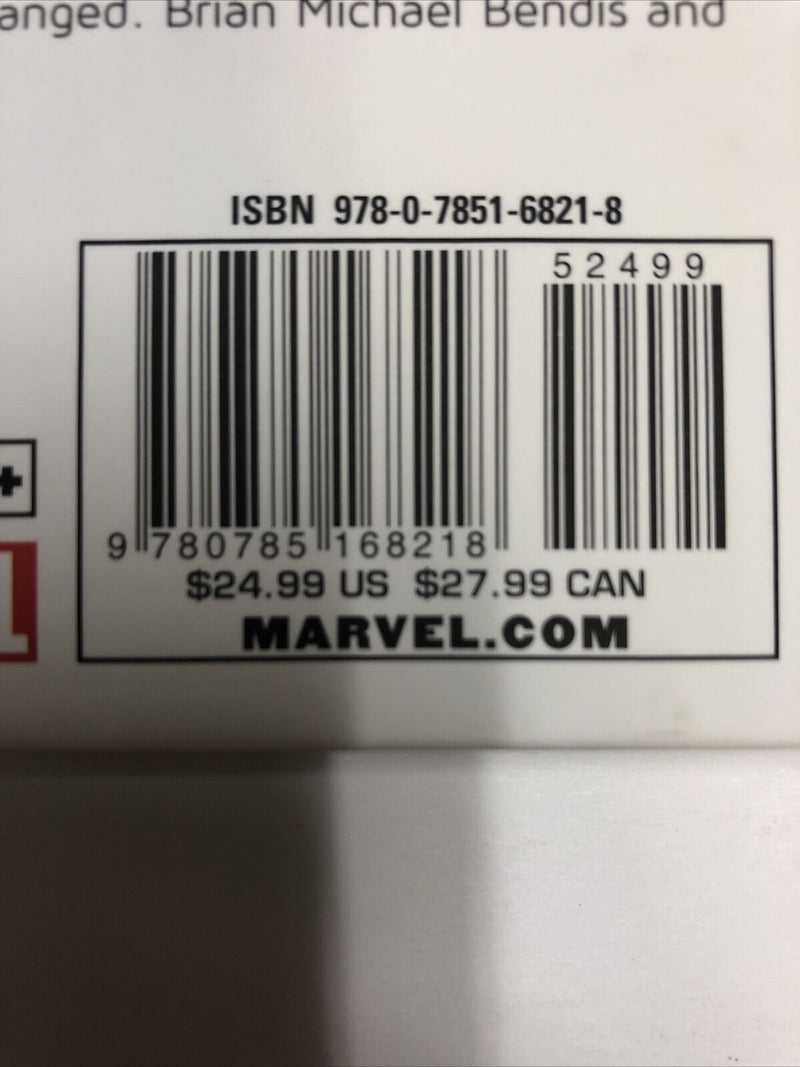 anged. Brian Michael Bendis and
ISBN 978-0-7851-6821-8
52499
9 780785 168218
$24.99 US $27.99 CAN
MARVEL.COM
+